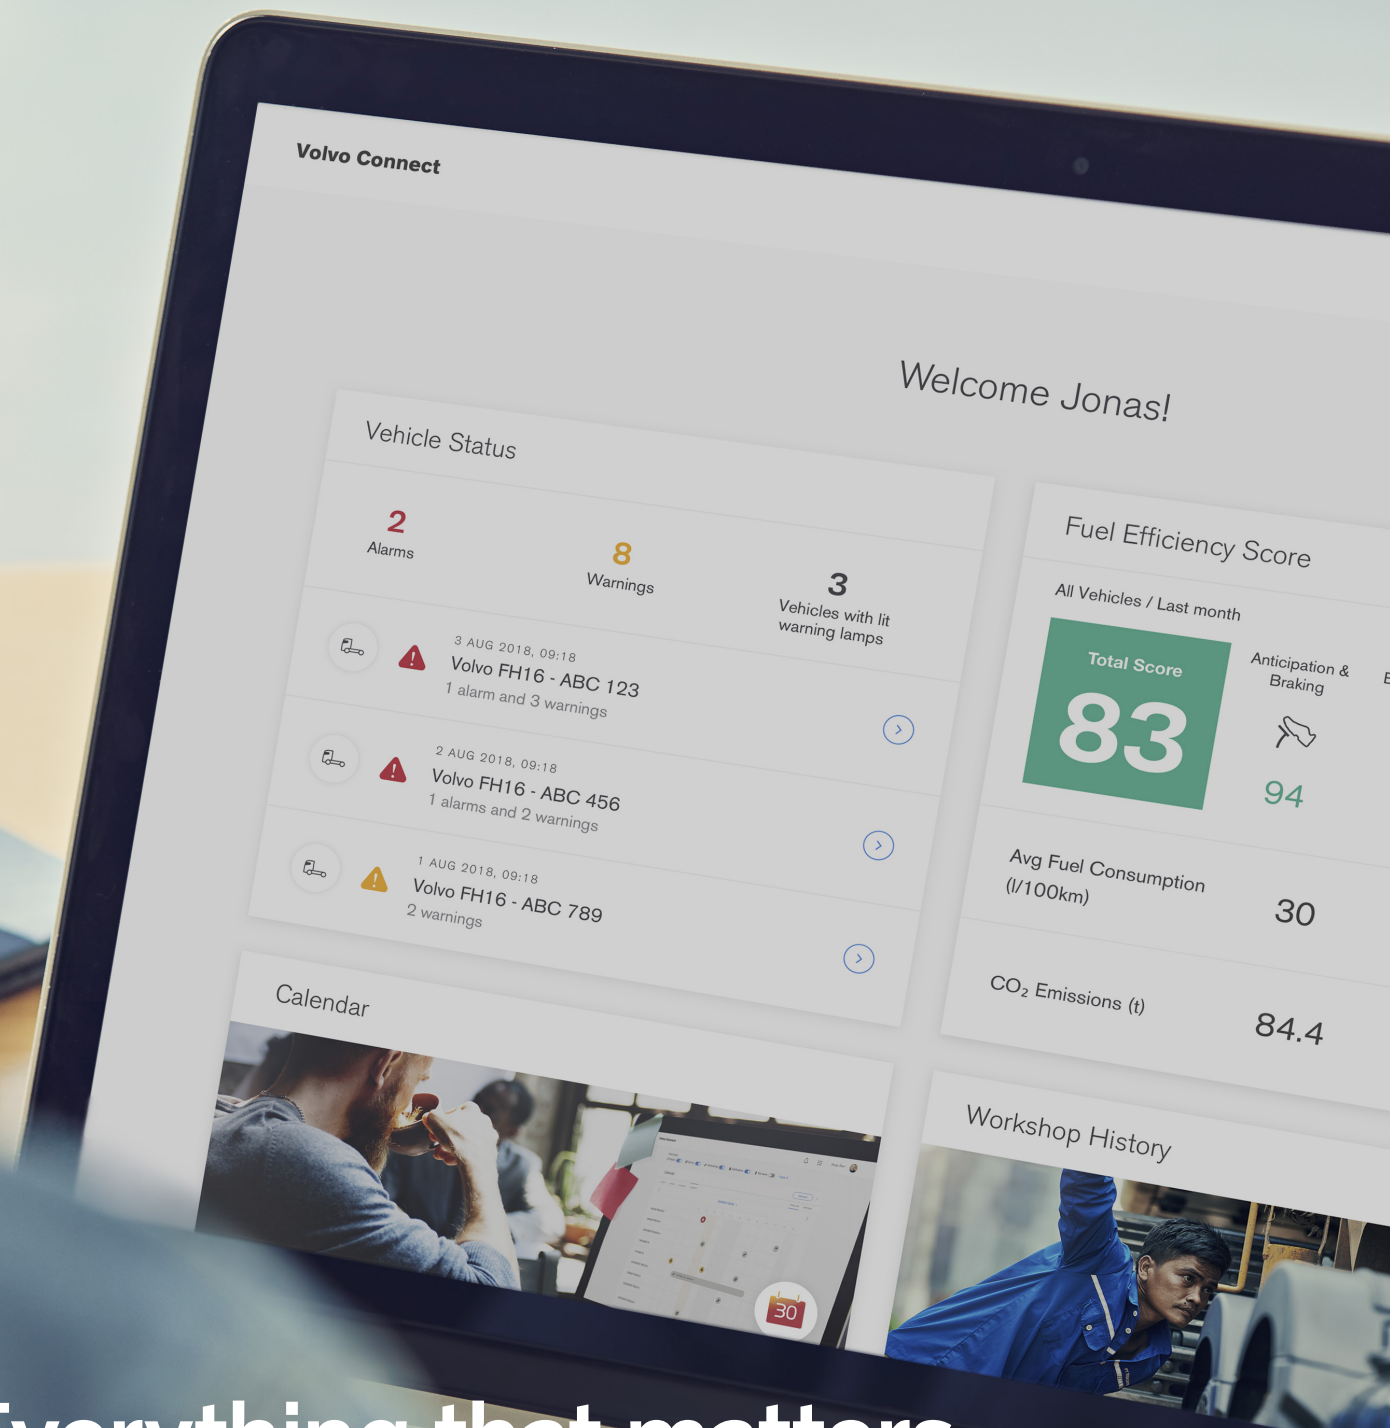 Volvo Connect
Welcome Jonas!
Vehicle Status
2
Alarms
8
Warnings
3
Vehicles with lit
warning lamps
3 AUG 2018, 09:18
Volvo FH16 - ABC 123
1 alarm and 3 warnings
2 AUG 2018, 09:18
Volvo FH16 - ABC 456
1 alarms and 2 warnings
1 AUG 2018, 09:18
Volvo FH16 - ABC 789
2 warnings
Fuel Efficiency Score
All Vehicles / Last month
Total Score
83
Anticipation &
Braking
94
Avg Fuel Consumption
(l/100km)
30
CO₂ Emissions (t)
84.4
Calendar
30
Workshop History
Everything that matters